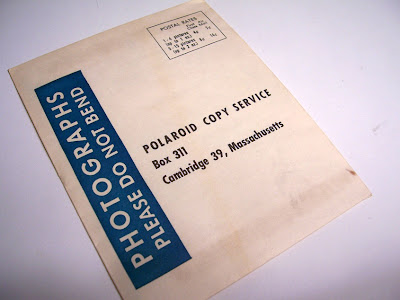 POSTAL RATES
PHOTOGRAPHS
PLEASE DO NOT BEND
POLAROID COPY SERVICE
Box 311
Cambridge 39, Massachusetts